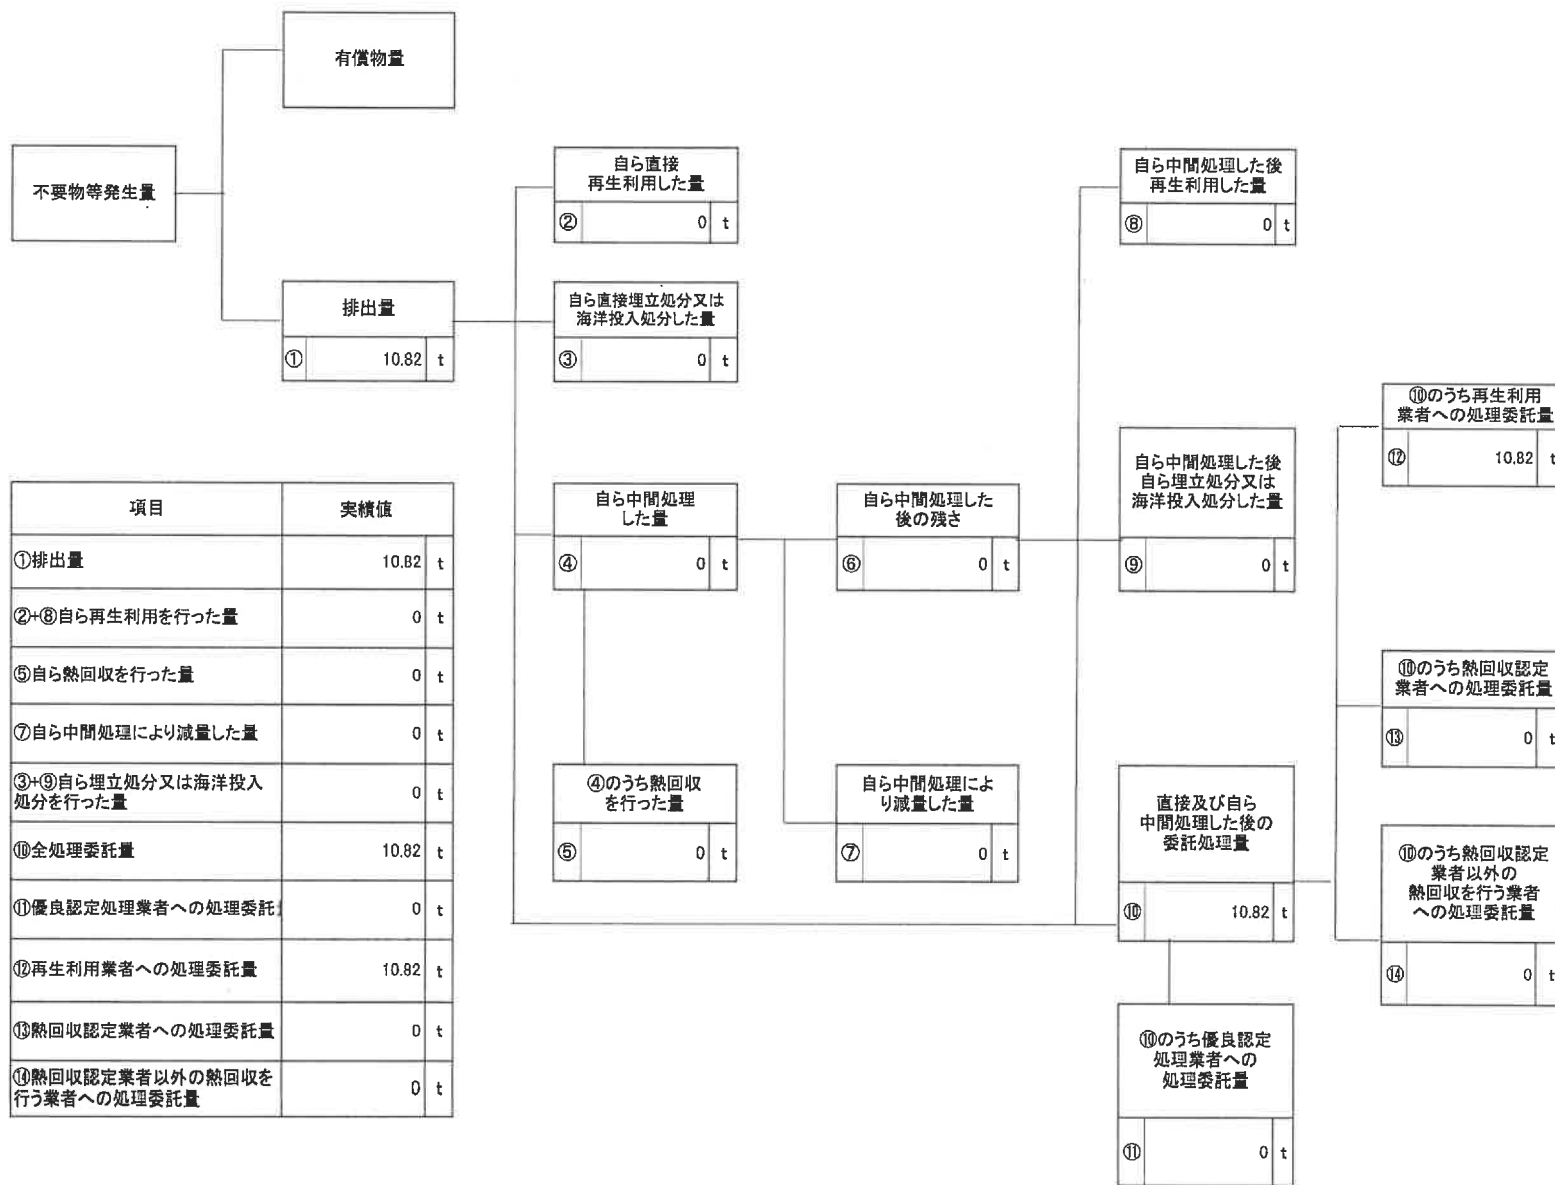 有償物量
不要物等発生量
排出量
① 10.82 t
自ら直接
再生利用した量
② 0 t
自ら直接埋立処分又は
海洋投入処分した量
③ 0 t
自ら中間処理
した量
④ 0 t
④のうち熱回収
を行った量
⑤ 0 t
自ら中間処理した
後の残さ
⑥ 0 t
自ら中間処理によ
り減量した量
⑦ 0 t
自ら中間処理した後
再生利用した量
⑧ 0 t
自ら中間処理した後
自ら埋立処分又は
海洋投入処分した量
⑨ 0 t
直接及び自ら
中間処理した後の
委託処理量
⑩ 10.82 t
⑩のうち優良認定
処理業者への
処理委託量
⑪ 0 t
⑩のうち再生利用
業者への処理委託量
⑫ 10.82 t
⑩のうち熱回収認定
業者への処理委託量
⑬ 0 t
⑩のうち熱回収認定
業者以外の
熱回収を行う業者
への処理委託量
⑭ 0 t
項目 実績値
①排出量 10.82 t
②+⑧自ら再生利用を行った量 0 t
⑤自ら熱回収を行った量 0 t
⑦自ら中間処理により減量した量 0 t
③+⑨自ら埋立処分又は海洋投入
処分を行った量 0 t
⑩全処理委託量 10.82 t
⑪優良認定処理業者への処理委託 0 t
⑫再生利用業者への処理委託量 10.82 t
⑬熱回収認定業者への処理委託量 0 t
⑭熱回収認定業者以外の熱回収を
行う業者への処理委託量 0 t